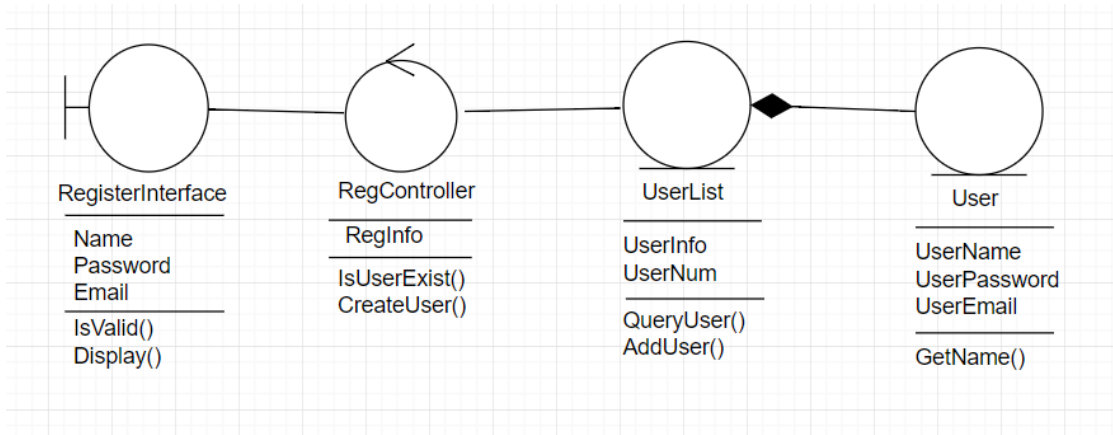 RegisterInterface
Name
Password
Email
IsValid()
Display()
RegController
RegInfo
IsUserExist()
CreateUser()
UserList
UserInfo
UserNum
QueryUser()
AddUser()
User
UserName
UserPassword
UserEmail
GetName()